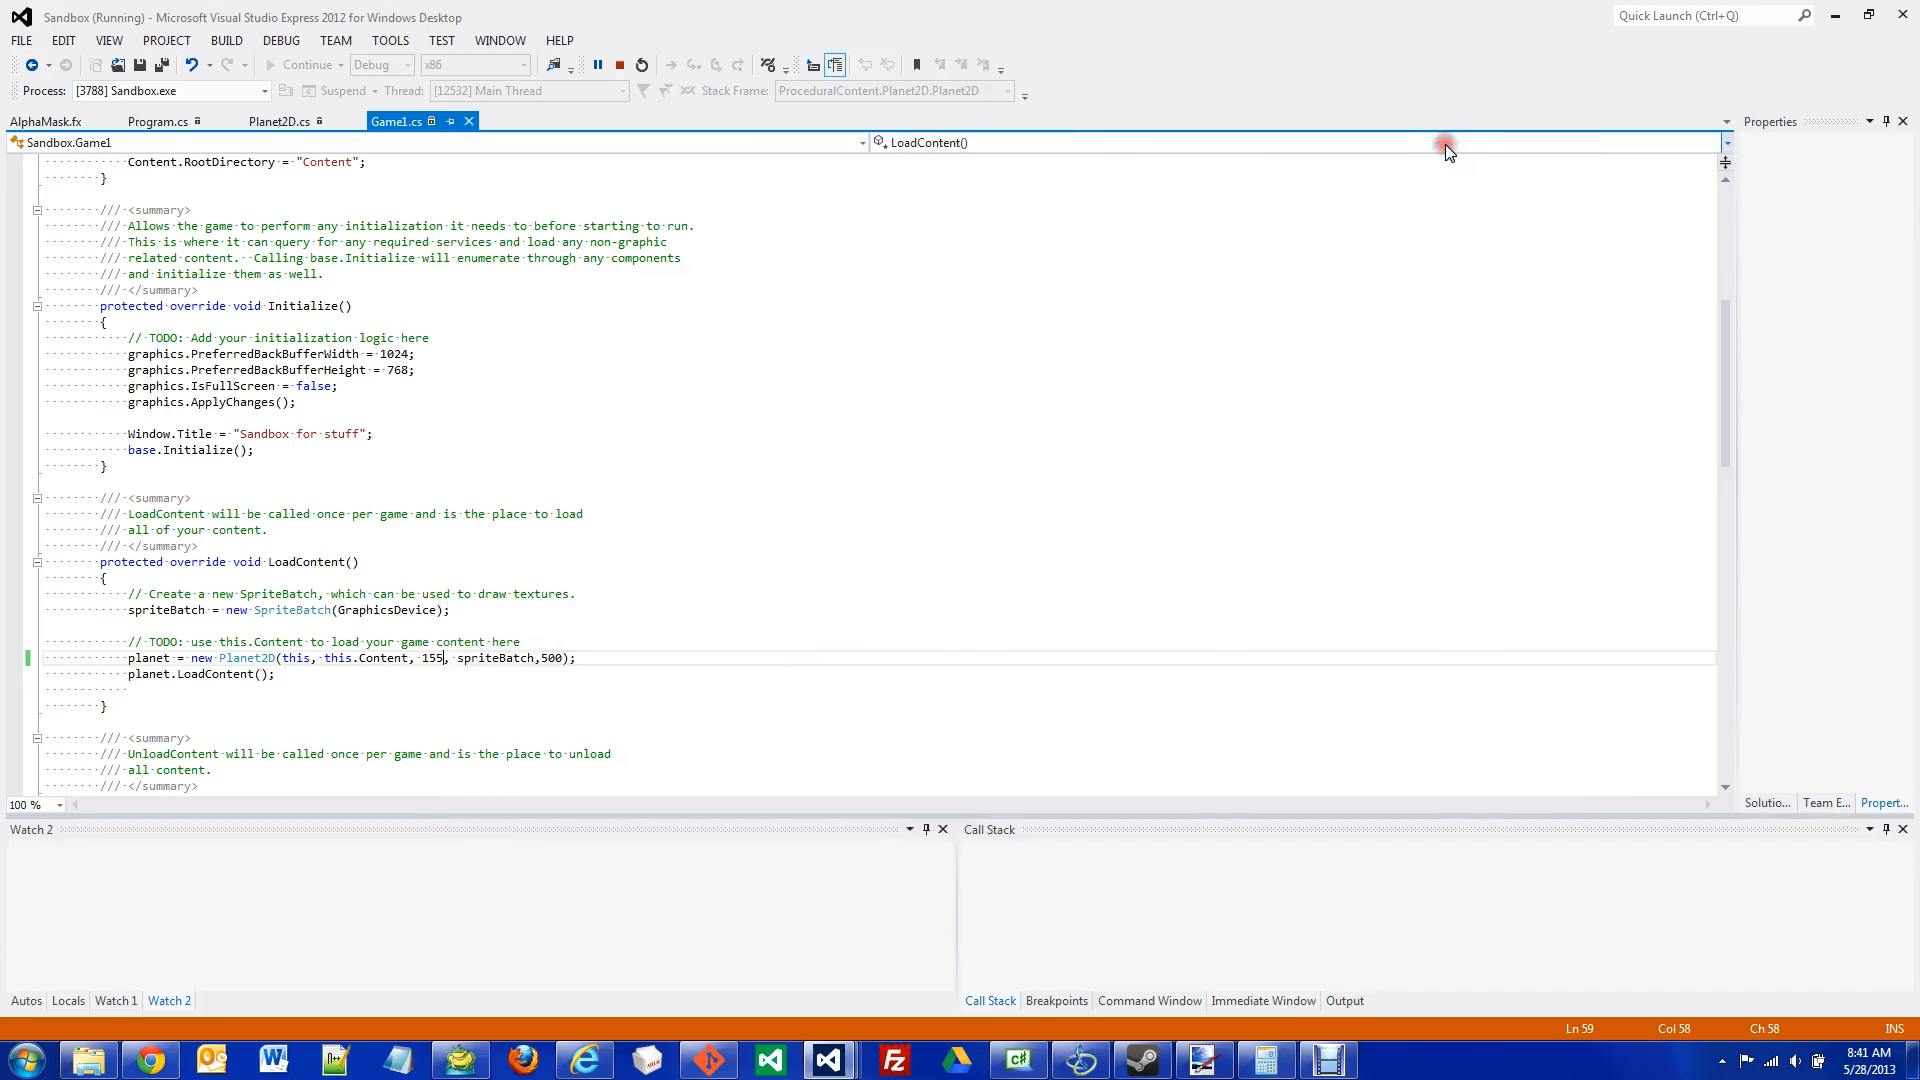 Sandbox (Running) - Microsoft Visual Studio Express 2012 for Windows Desktop
Quick Launch (Ctrl+Q)
FILE EDIT VIEW PROJECT BUILD DEBUG TEAM TOOLS TEST WINDOW HELP
Continue Debug x86
Process: [3788] Sandbox.exe Suspend Thread: [12532] Main Thread Stack Frame: ProceduralContent.Planet2D.Planet2D
AlphaMask.fx Program.cs Planet2D.cs Game1.cs Properties
Sandbox.Game1 LoadContent()
Content.RootDirectory = "Content";
}
/// <summary>
/// Allows the game to perform any initialization it needs to before starting to run.
/// This is where it can query for any required services and load any non-graphic
/// related content.  Calling base.Initialize will enumerate through any components
/// and initialize them as well.
/// </summary>
protected override void Initialize()
{
// TODO: Add your initialization logic here
graphics.PreferredBackBufferWidth = 1024;
graphics.PreferredBackBufferHeight = 768;
graphics.IsFullScreen = false;
graphics.ApplyChanges();
Window.Title = "Sandbox for stuff";
base.Initialize();
}
/// <summary>
/// LoadContent will be called once per game and is the place to load
/// all of your content.
/// </summary>
protected override void LoadContent()
{
// Create a new SpriteBatch, which can be used to draw textures.
spriteBatch = new SpriteBatch(GraphicsDevice);
// TODO: use this.Content to load your game content here
planet = new Planet2D(this, this.Content, 155, spriteBatch,500);
planet.LoadContent();
}
/// <summary>
/// UnloadContent will be called once per game and is the place to unload
/// all content.
/// </summary>
100 %
Solutio... Team E... Propert...
Watch 2 Call Stack
Autos Locals Watch 1 Watch 2 Call Stack Breakpoints Command Window Immediate Window Output
Ln 59 Col 58 Ch 58 INS
8:41 AM
5/28/2013